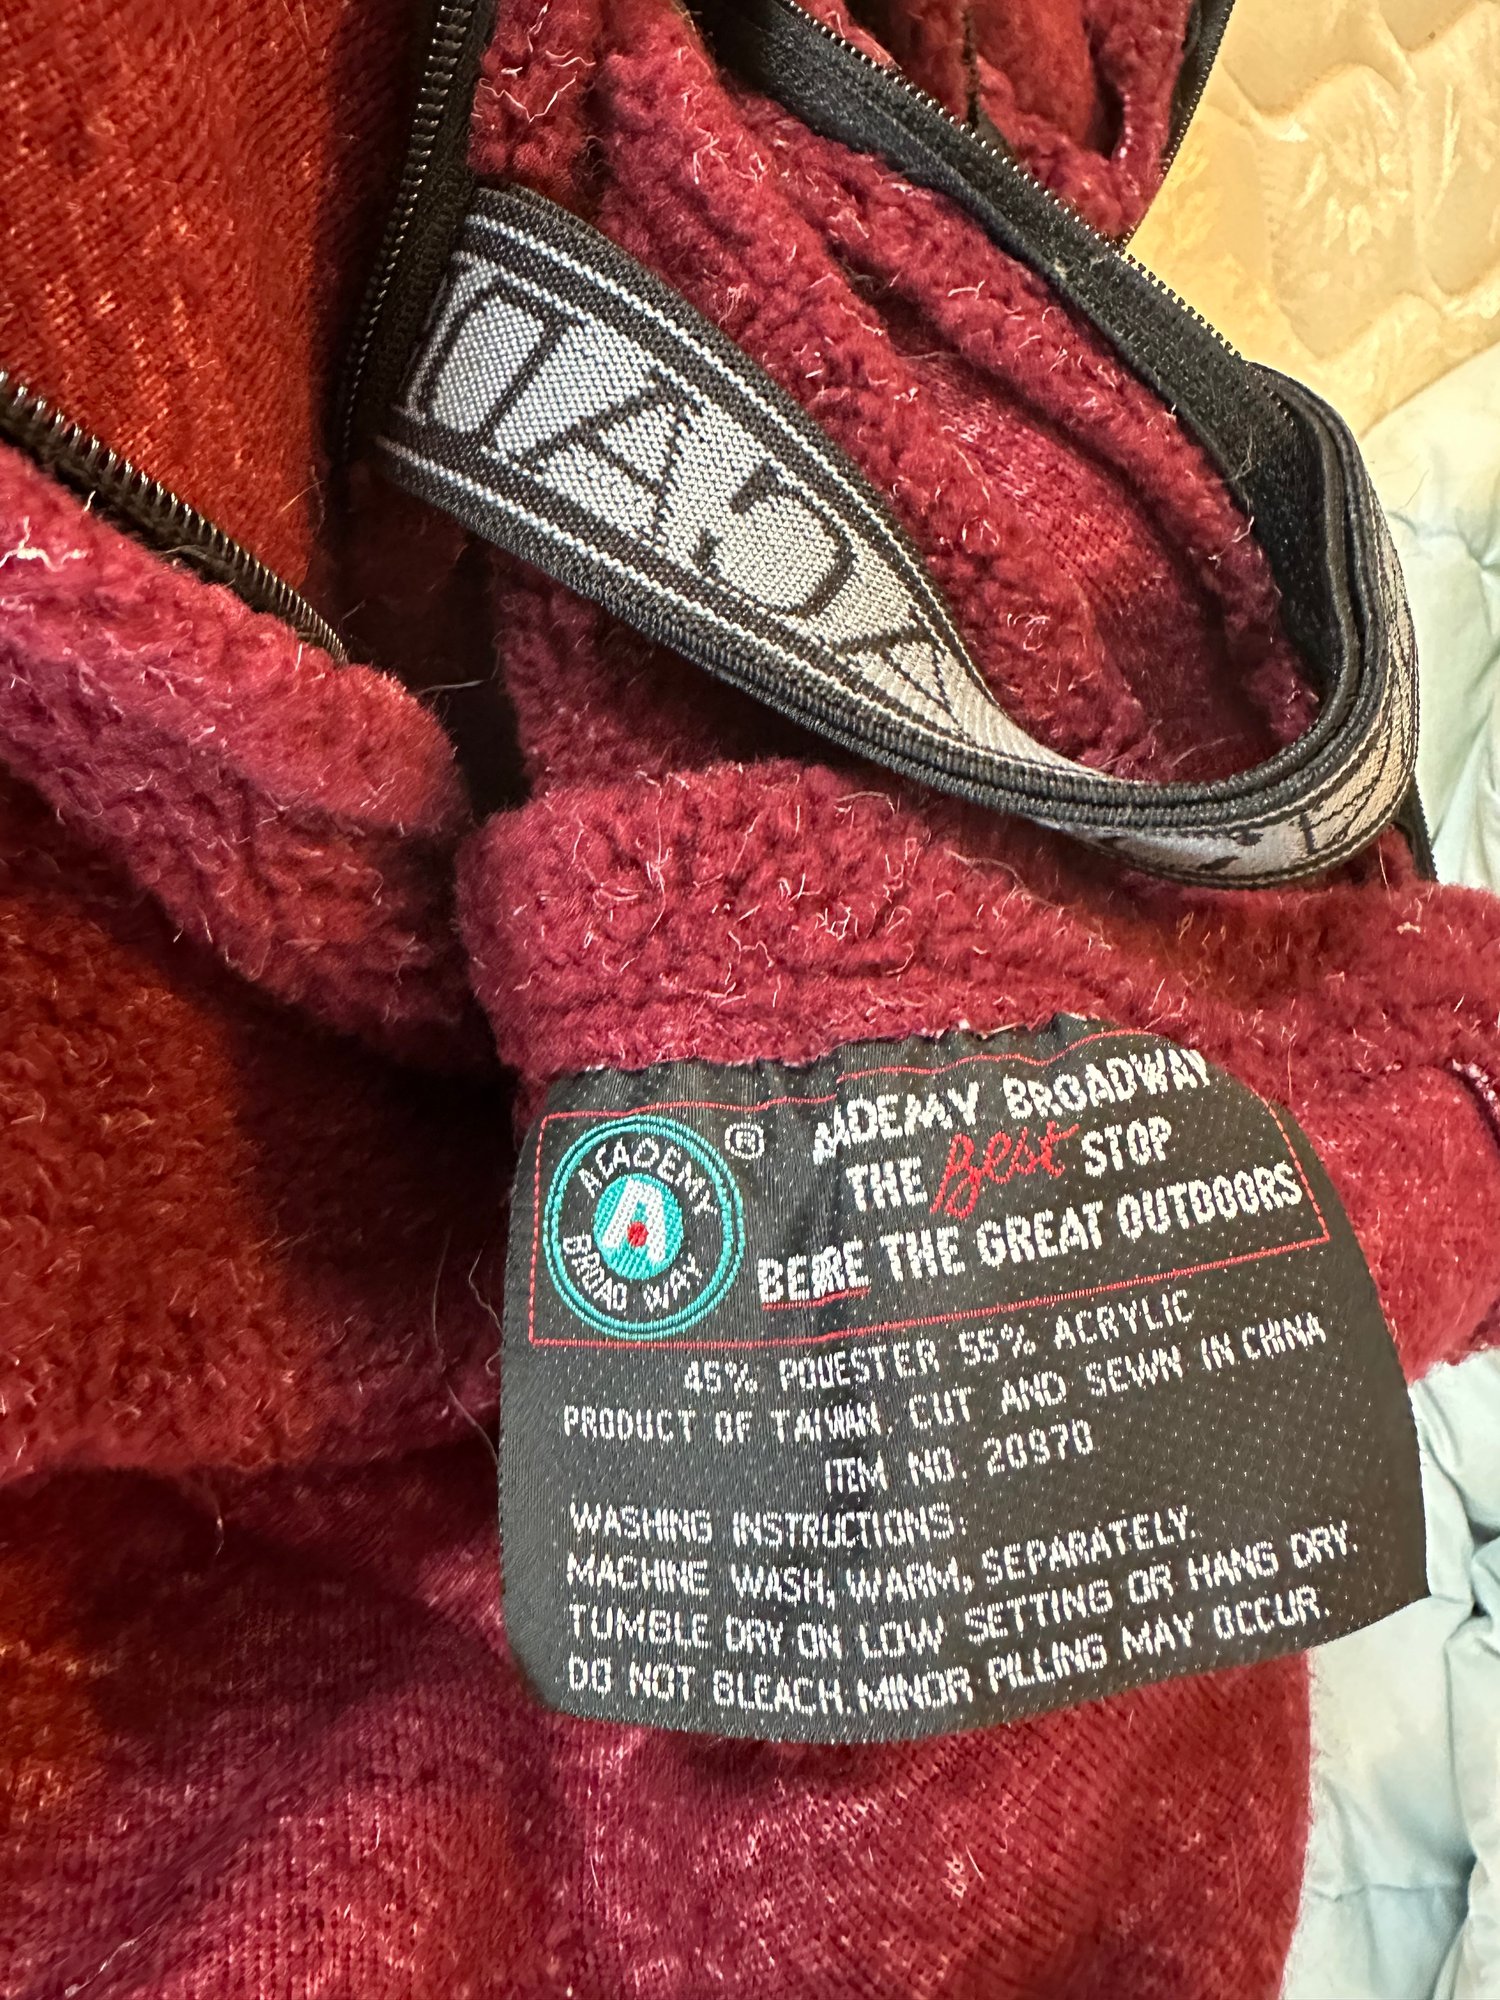 ACADEMY
BROADWAY
A
®
ADEMY BROADWAY
THE Best STOP
BEFORE THE GREAT OUTDOORS
45% POLYESTER 55% ACRYLIC
PRODUCT OF TAIWAN. CUT AND SEWN IN CHINA
ITEM NO. 20970
WASHING INSTRUCTIONS:
MACHINE WASH, WARM, SEPARATELY.
TUMBLE DRY ON LOW SETTING OR HANG DRY.
DO NOT BLEACH. MINOR PILLING MAY OCCUR.